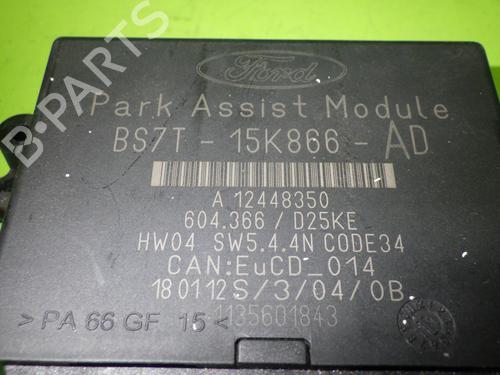 Ford
Park Assist Module
BS7T - 15K866 - AD
A 12448350
604.366 / D25KE
HW04 SW5.4.4N CODE34
CAN:EuCD_014
180112S/3/04/0B
1135601843
> PA 66 GF 15 <
B-PARTS